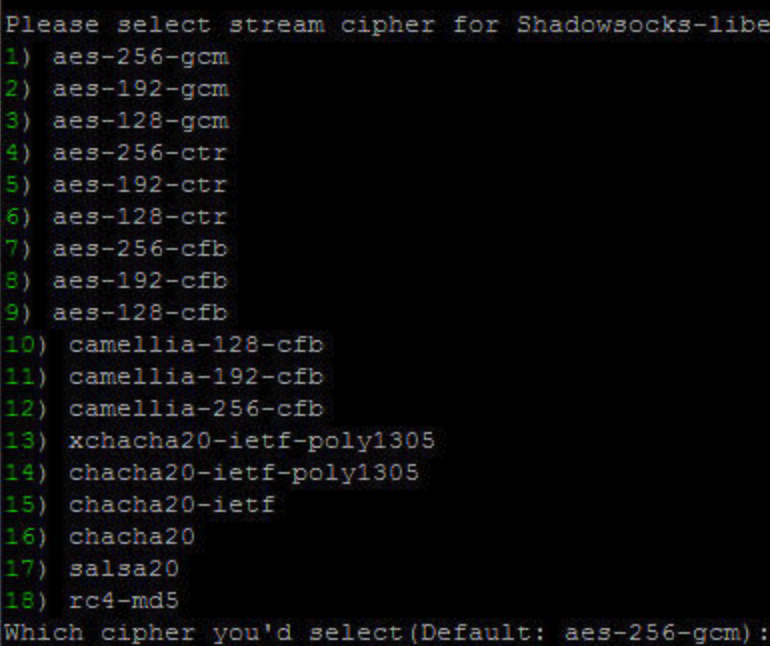 Please select stream cipher for Shadowsocks-libe
1) aes-256-gcm
2) aes-192-gcm
3) aes-128-gcm
4) aes-256-ctr
5) aes-192-ctr
6) aes-128-ctr
7) aes-256-cfb
8) aes-192-cfb
9) aes-128-cfb
10) camellia-128-cfb
11) camellia-192-cfb
12) camellia-256-cfb
13) xchacha20-ietf-poly1305
14) chacha20-ietf-poly1305
15) chacha20-ietf
16) chacha20
17) salsa20
18) rc4-md5
Which cipher you'd select(Default: aes-256-gcm):